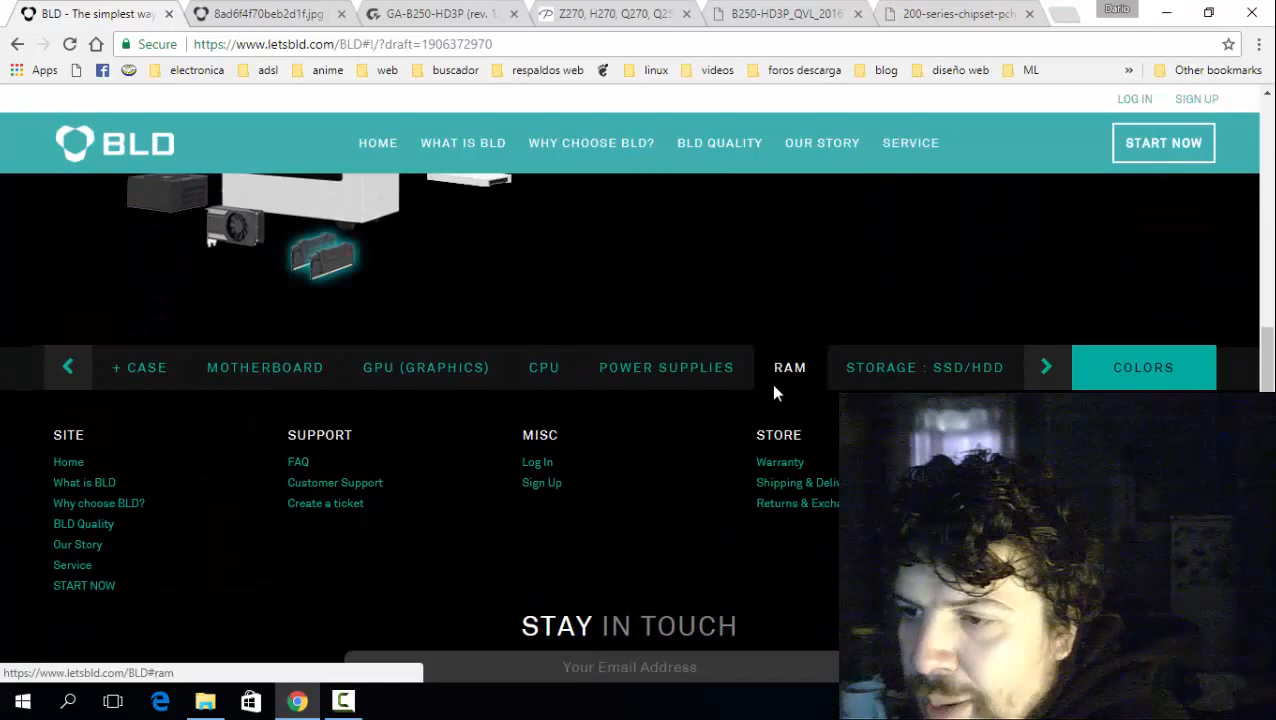 BLD - The simplest way
8ad6f4f70beb2d1f.jpg
GA-B250-HD3P (rev. 1.
Z270, H270, Q270, Q25
B250-HD3P_QVL_2016
200-series-chipset-pch
Dario
Secure
https://www.letsbld.com/BLD#!/?draft=1906372970
Apps
electronica
adsl
anime
web
buscador
respaldos web
linux
videos
foros descarga
blog
diseño web
ML
»
Other bookmarks
LOG IN
SIGN UP
BLD
HOME
WHAT IS BLD
WHY CHOOSE BLD?
BLD QUALITY
OUR STORY
SERVICE
START NOW
+ CASE
MOTHERBOARD
GPU (GRAPHICS)
CPU
POWER SUPPLIES
RAM
STORAGE : SSD/HDD
COLORS
SITE
Home
What is BLD
Why choose BLD?
BLD Quality
Our Story
Service
START NOW
SUPPORT
FAQ
Customer Support
Create a ticket
MISC
Log In
Sign Up
STORE
Warranty
Shipping & Deliv
Returns & Excha
STAY IN TOUCH
Your Email Address
https://www.letsbld.com/BLD#ram